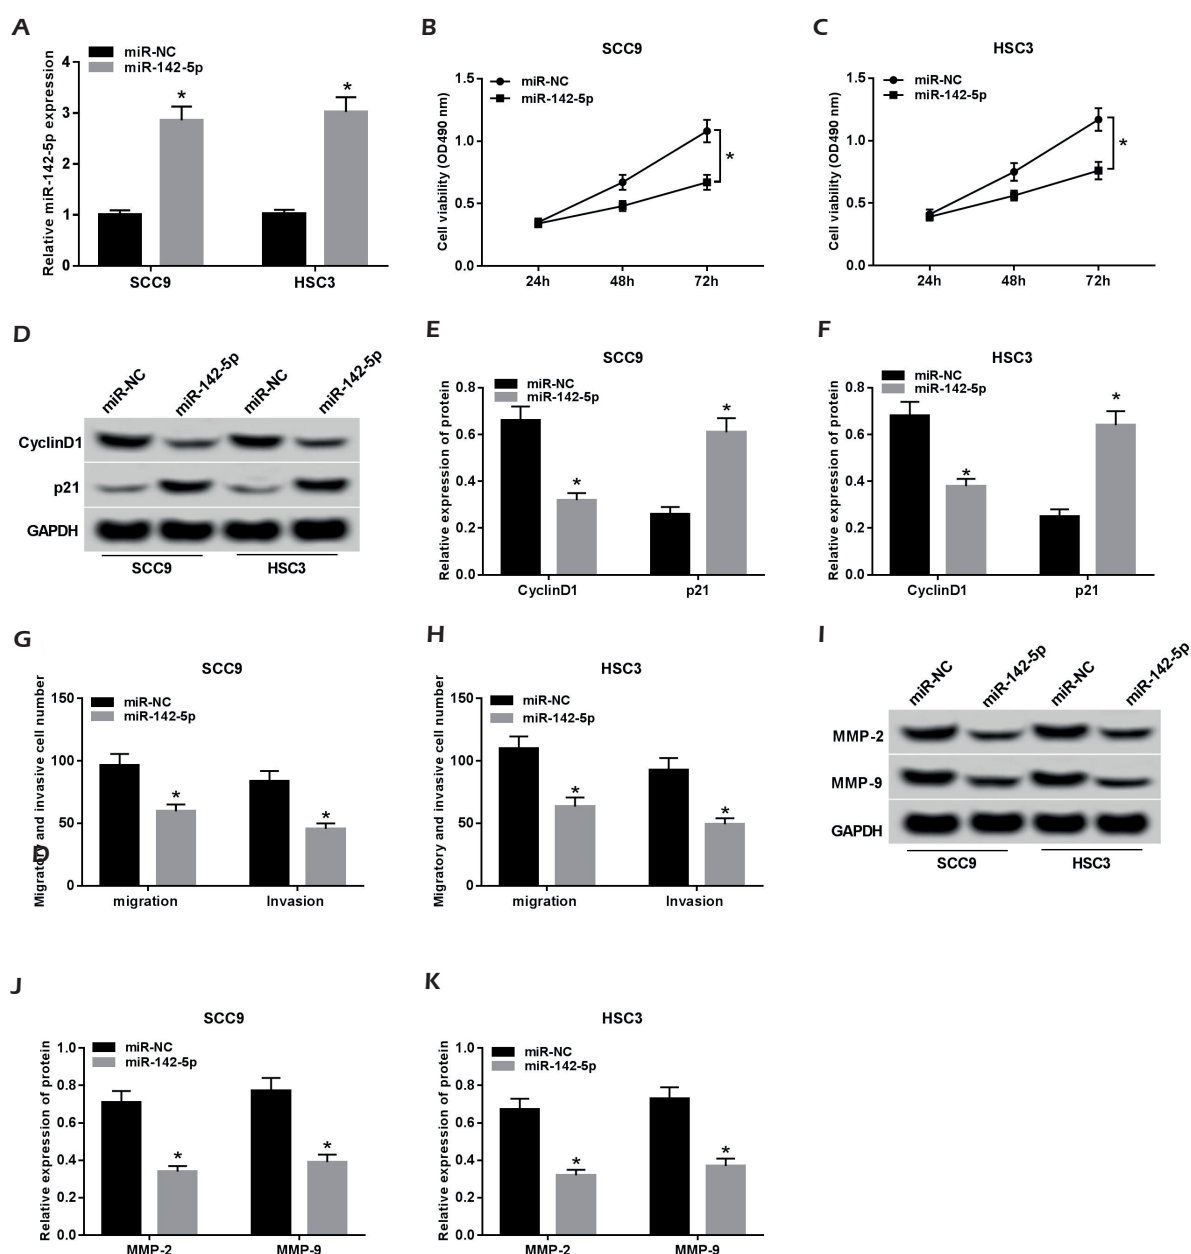 A
miR-NC
miR-142-5p
Relative miR-142-5p expression
4
3
2
1
0
*
*
SCC9
HSC3
B
SCC9
miR-NC
miR-142-5p
Cell viability (OD490 nm)
1.5
1.0
0.5
0.0
*
24h
48h
72h
C
HSC3
miR-NC
miR-142-5p
Cell viability (OD490 nm)
1.5
1.0
0.5
0.0
*
24h
48h
72h
D
miR-NC
miR-142-5p
miR-NC
miR-142-5p
CyclinD1
p21
GAPDH
SCC9
HSC3
E
SCC9
miR-NC
miR-142-5p
Relative expression of protein
0.8
0.6
0.4
0.2
0.0
*
*
CyclinD1
p21
F
HSC3
miR-NC
miR-142-5p
Relative expression of protein
0.8
0.6
0.4
0.2
0.0
*
*
CyclinD1
p21
G
SCC9
miR-NC
miR-142-5p
Migratory and invasive cell number
D
150
100
50
0
*
*
migration
Invasion
H
HSC3
miR-NC
miR-142-5p
Migratory and invasive cell number
150
100
50
0
*
*
migration
Invasion
I
miR-NC
miR-142-5p
miR-NC
miR-142-5p
MMP-2
MMP-9
GAPDH
SCC9
HSC3
J
SCC9
miR-NC
miR-142-5p
Relative expression of protein
1.0
0.8
0.6
0.4
0.2
0.0
*
*
MMP-2
MMP-9
K
HSC3
miR-NC
miR-142-5p
Relative expression of protein
1.0
0.8
0.6
0.4
0.2
0.0
*
*
MMP-2
MMP-9